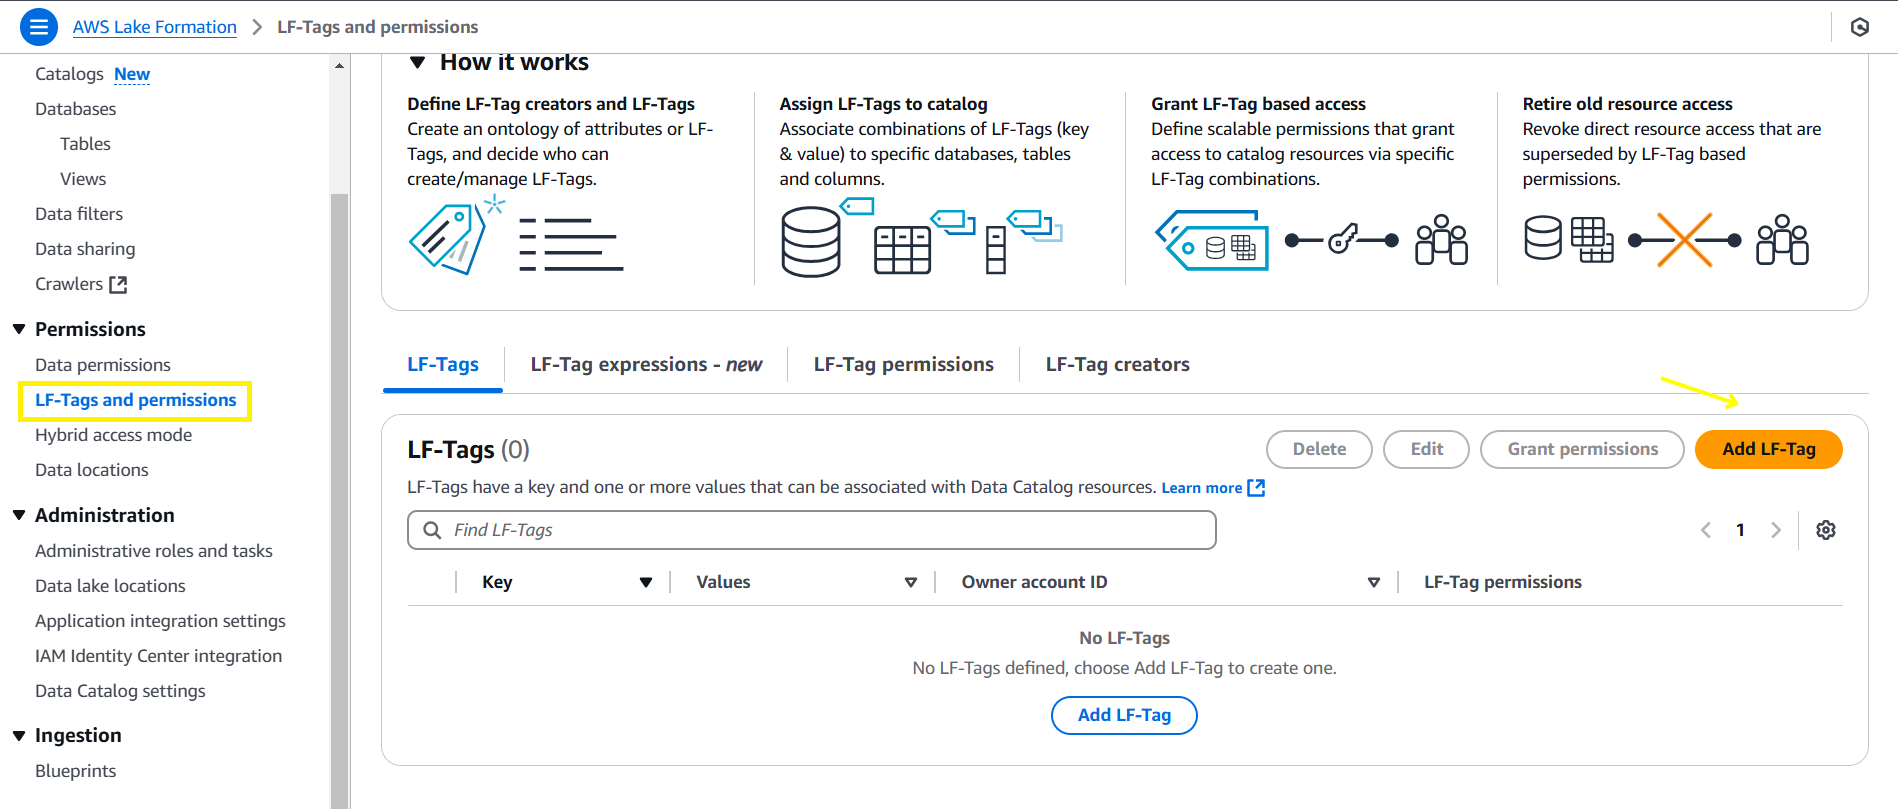 AWS Lake Formation > LF-Tags and permissions
Catalogs New
Databases
Tables
Views
Data filters
Data sharing
Crawlers
Permissions
Data permissions
LF-Tags and permissions
Hybrid access mode
Data locations
Administration
Administrative roles and tasks
Data lake locations
Application integration settings
IAM Identity Center integration
Data Catalog settings
Ingestion
Blueprints
How it works
Define LF-Tag creators and LF-Tags
Create an ontology of attributes or LF-
Tags, and decide who can
create/manage LF-Tags.
Assign LF-Tags to catalog
Associate combinations of LF-Tags (key
& value) to specific databases, tables
and columns.
Grant LF-Tag based access
Define scalable permissions that grant
access to catalog resources via specific
LF-Tag combinations.
Retire old resource access
Revoke direct resource access that are
superseded by LF-Tag based
permissions.
LF-Tags
LF-Tag expressions - new
LF-Tag permissions
LF-Tag creators
LF-Tags (0)
Delete
Edit
Grant permissions
Add LF-Tag
LF-Tags have a key and one or more values that can be associated with Data Catalog resources. Learn more
Find LF-Tags
1
Key
Values
Owner account ID
LF-Tag permissions
No LF-Tags
No LF-Tags defined, choose Add LF-Tag to create one.
Add LF-Tag